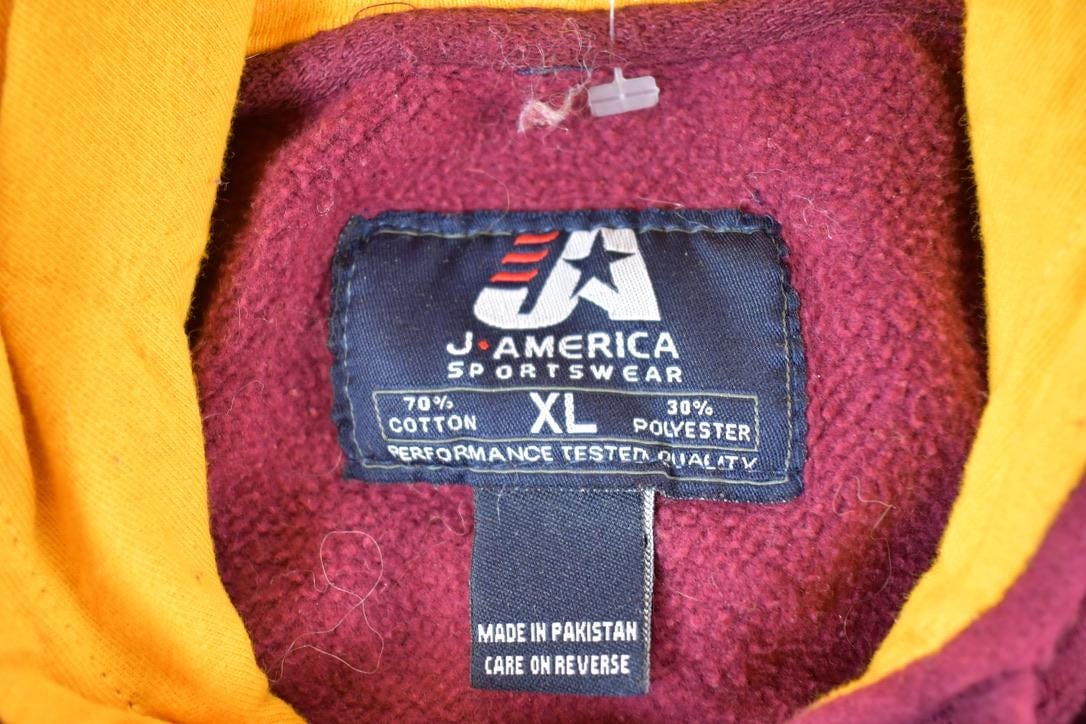 JA
J·AMERICA
SPORTSWEAR
70% XL 30%
COTTON POLYESTER
PERFORMANCE TESTED QUALITY
MADE IN PAKISTAN
CARE ON REVERSE